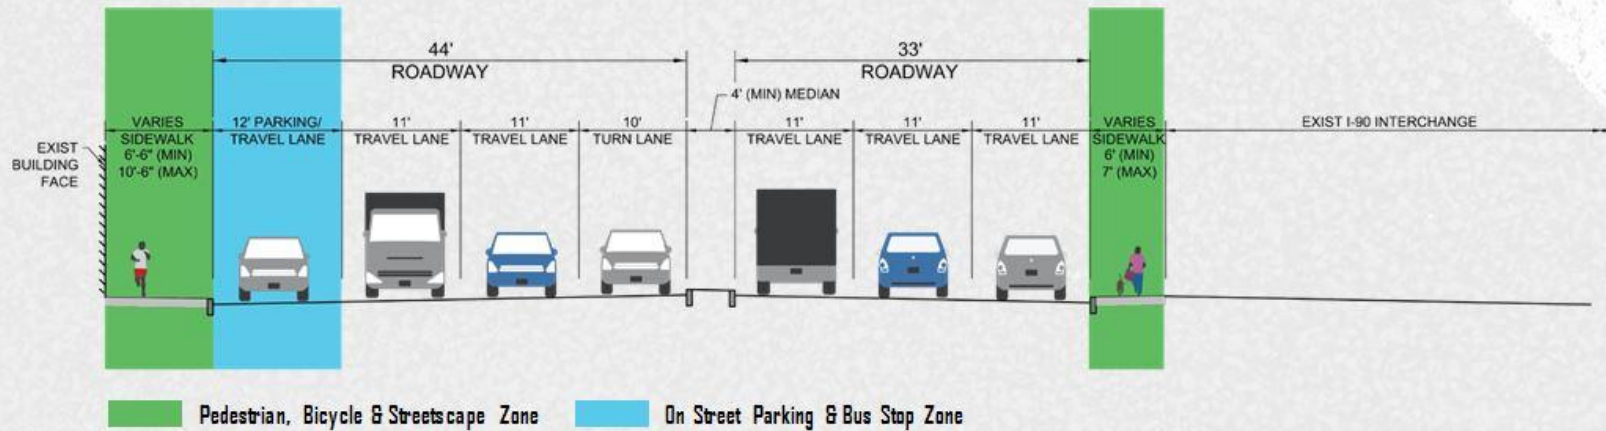 44'
ROADWAY
33'
ROADWAY
4' (MIN) MEDIAN
EXIST
BUILDING
FACE
VARIES
SIDEWALK
6'-6" (MIN)
10'-6" (MAX)
12' PARKING/
TRAVEL LANE
11'
TRAVEL LANE
11'
TRAVEL LANE
10'
TURN LANE
11'
TRAVEL LANE
11'
TRAVEL LANE
11'
TRAVEL LANE
VARIES
SIDEWALK
6' (MIN)
7' (MAX)
EXIST I-90 INTERCHANGE
Pedestrian, Bicycle & Streetscape Zone
On Street Parking & Bus Stop Zone